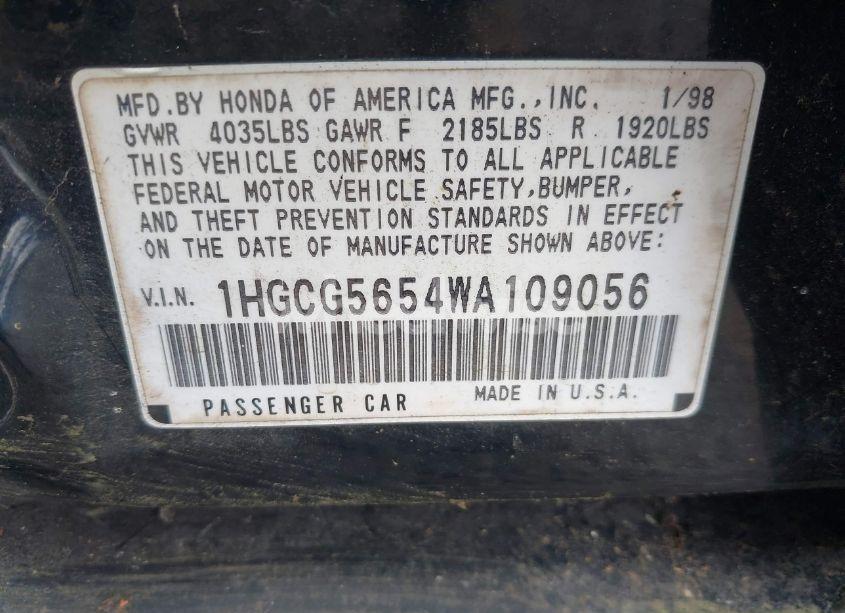 MFD.BY HONDA OF AMERICA MFG.,INC. 1/98
GVWR 4035LBS GAWR F 2185LBS R 1920LBS
THIS VEHICLE CONFORMS TO ALL APPLICABLE
FEDERAL MOTOR VEHICLE SAFETY,BUMPER,
AND THEFT PREVENTION STANDARDS IN EFFECT
ON THE DATE OF MANUFACTURE SHOWN ABOVE:
V.I.N. 1HGCG5654WA109056
PASSENGER CAR MADE IN U.S.A.